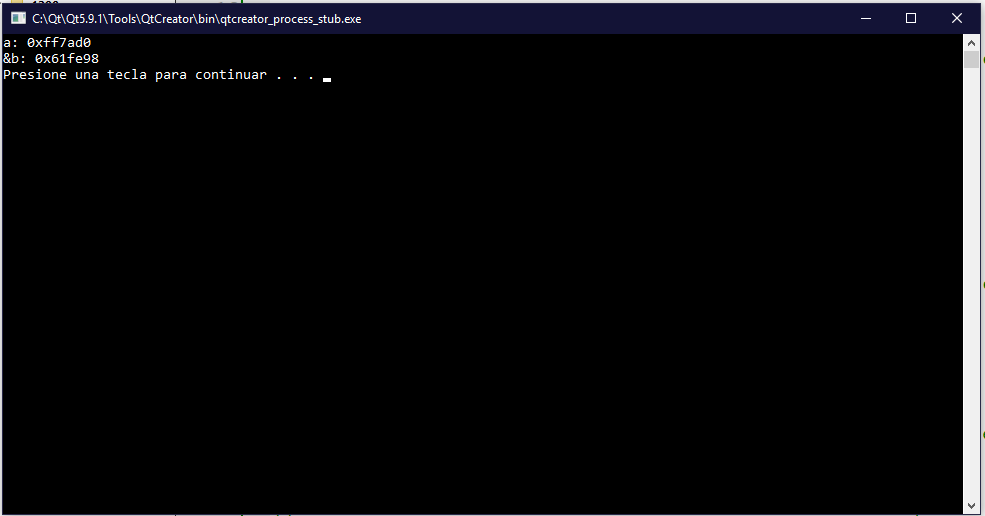 C:\Qt\Qt5.9.1\Tools\QtCreator\bin\qtcreator_process_stub.exe
a: 0xff7ad0
&b: 0x61fe98
Presione una tecla para continuar . . .